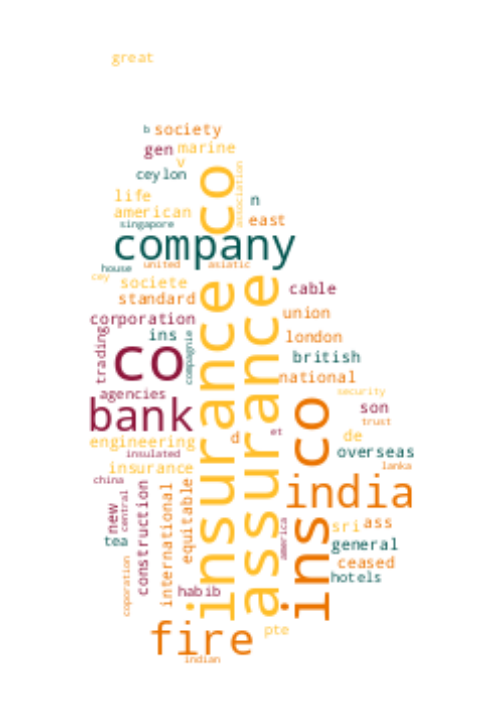 great
b society
gen marine
v
ceylon
association
life
n
american
east
singapore
insurance co
company
house united asiatic
cey
societe
cable
standard
union
corporation
ins
london
trading
compagnie
british
co
national
agencies
security
bank
son
trust
engineering
d
et
de
insulated
overseas
insurance
lanka
china
assurance
ins co
india
new
central
construction
international
equitable
america
sri ass
tea
general
ceased
coporation
habib
hotels
fire
pte
indian